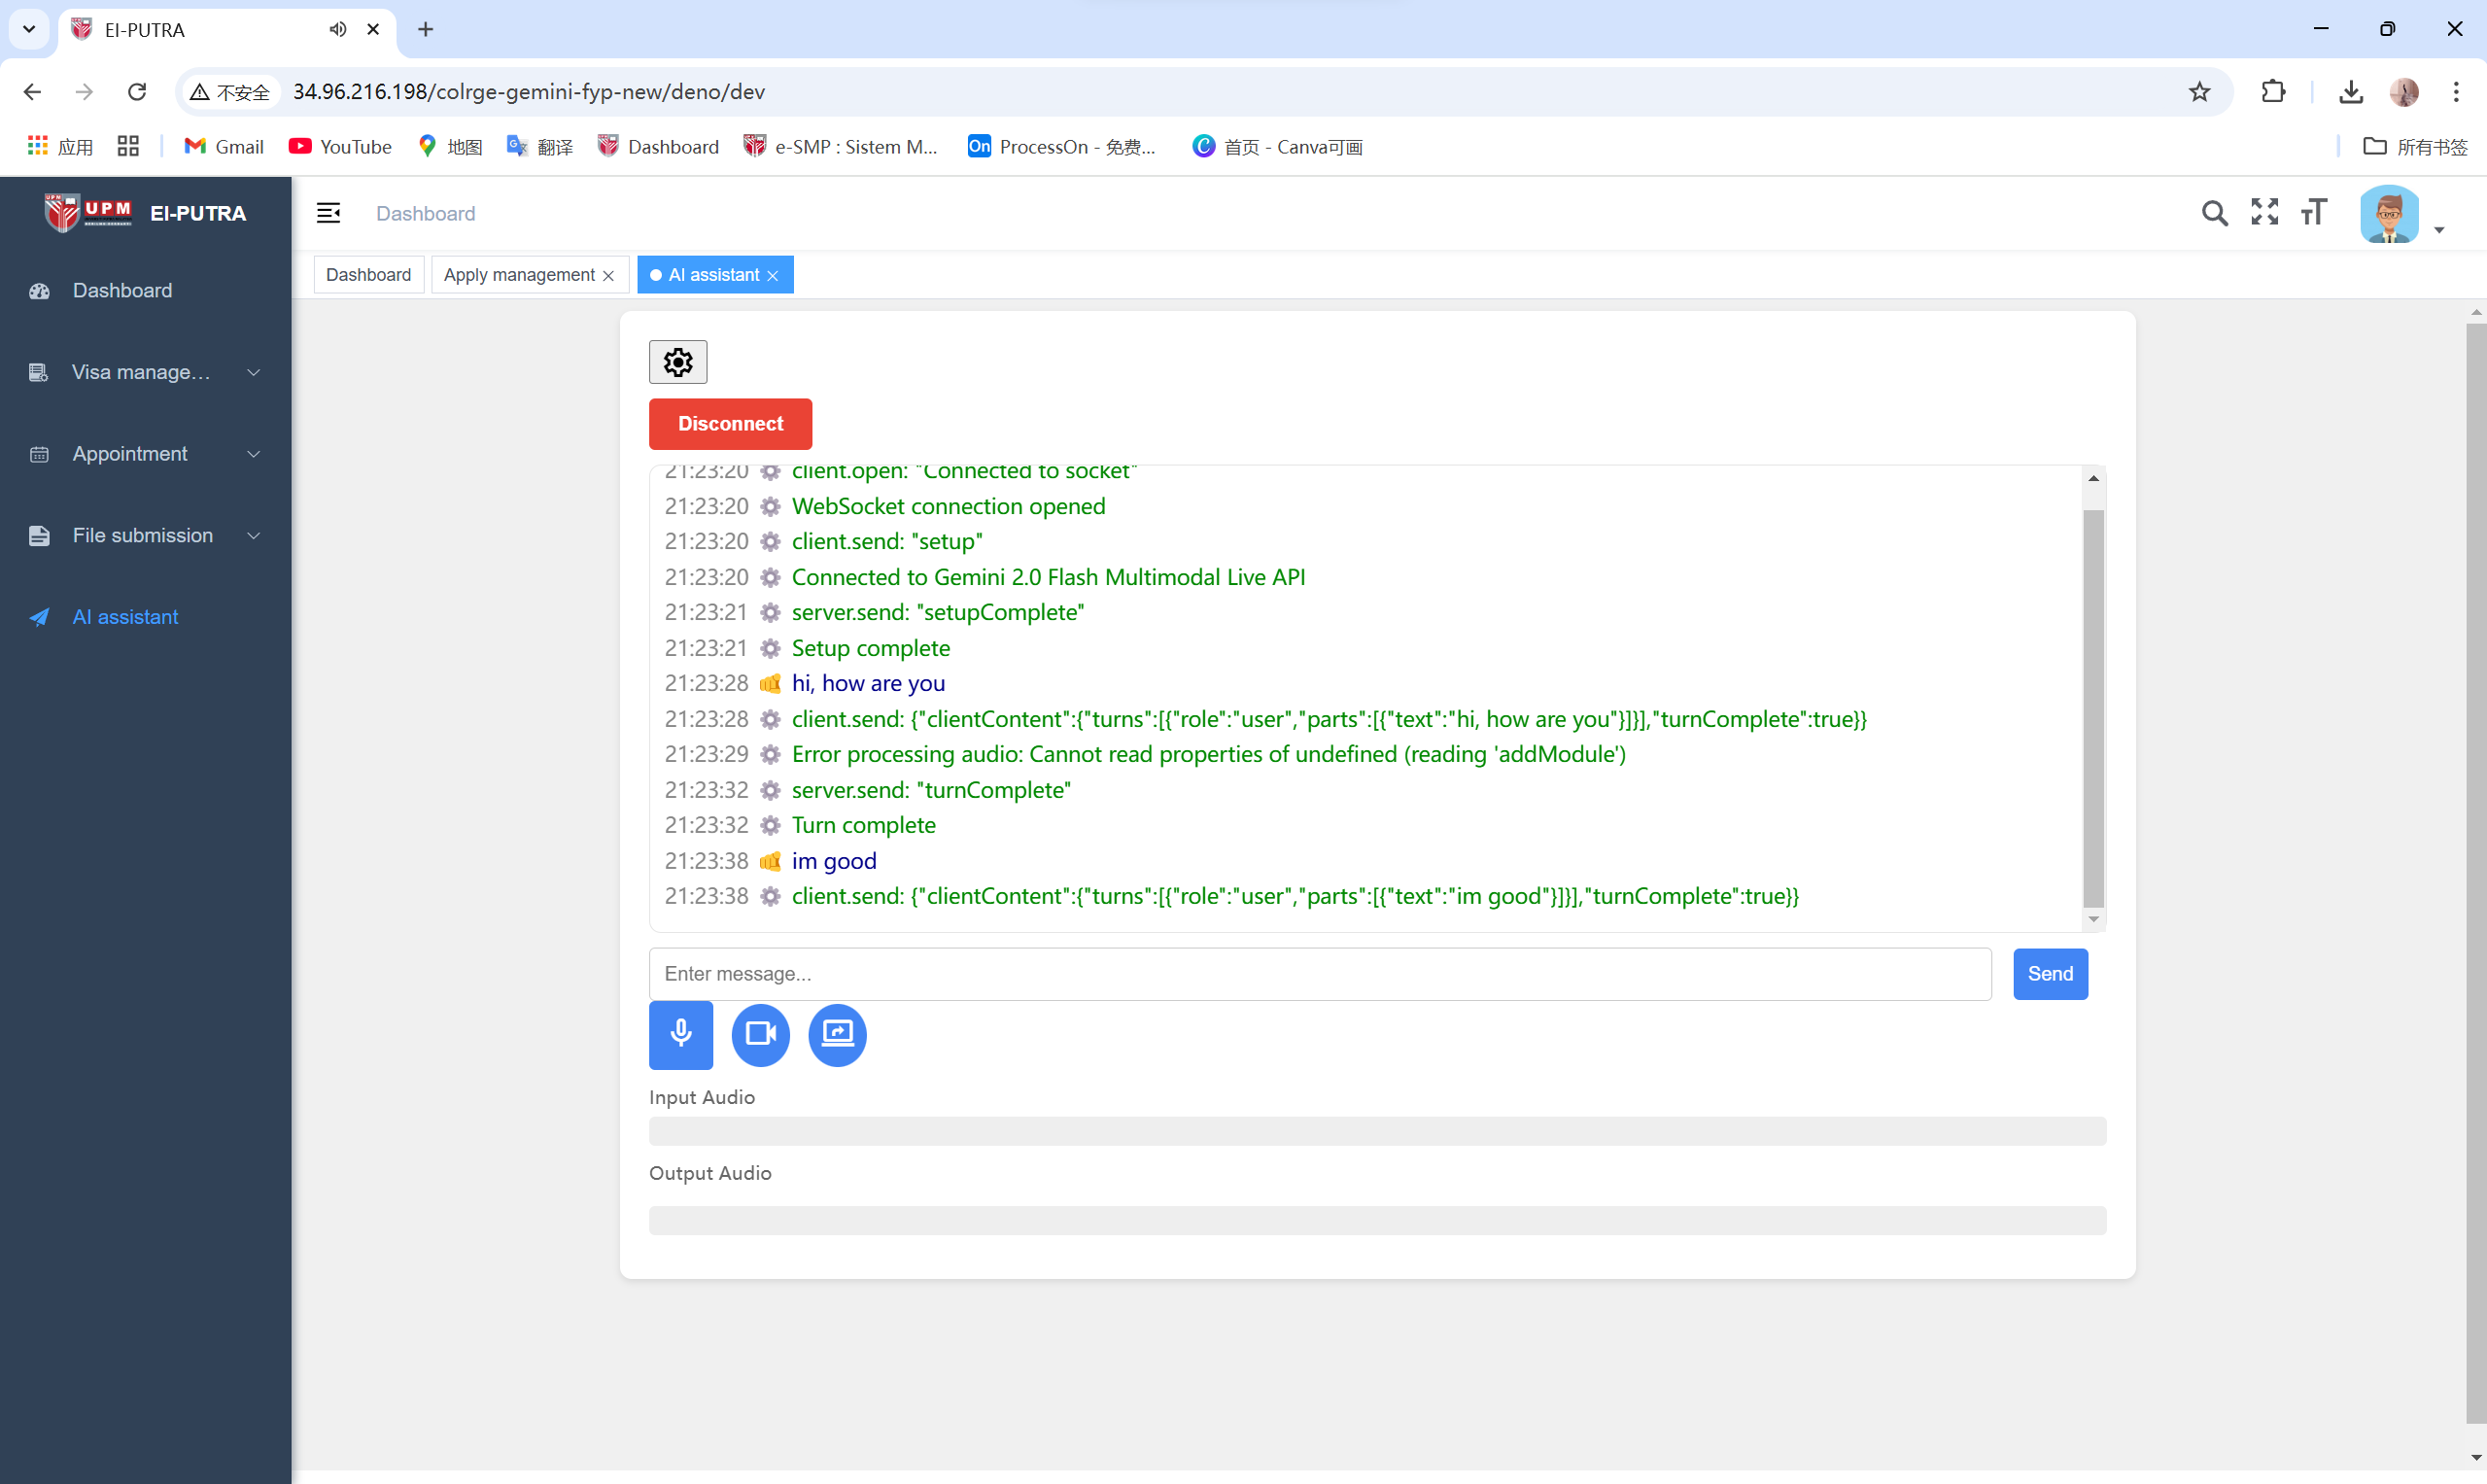 EI-PUTRA
不安全 34.96.216.198/colrge-gemini-fyp-new/deno/dev
应用 Gmail YouTube 地图 翻译 Dashboard e-SMP : Sistem M... On ProcessOn - 免费... 首页 - Canva可画 所有书签
UPM EI-PUTRA
Dashboard
Visa manage...
Appointment
File submission
AI assistant
Dashboard
Dashboard Apply management AI assistant
Disconnect
21:23:20 client.open: "Connected to socket"
21:23:20 WebSocket connection opened
21:23:20 client.send: "setup"
21:23:20 Connected to Gemini 2.0 Flash Multimodal Live API
21:23:21 server.send: "setupComplete"
21:23:21 Setup complete
21:23:28 hi, how are you
21:23:28 client.send: {"clientContent":{"turns":[{"role":"user","parts":[{"text":"hi, how are you"}]}],"turnComplete":true}}
21:23:29 Error processing audio: Cannot read properties of undefined (reading 'addModule')
21:23:32 server.send: "turnComplete"
21:23:32 Turn complete
21:23:38 im good
21:23:38 client.send: {"clientContent":{"turns":[{"role":"user","parts":[{"text":"im good"}]}],"turnComplete":true}}
Enter message...
Send
Input Audio
Output Audio